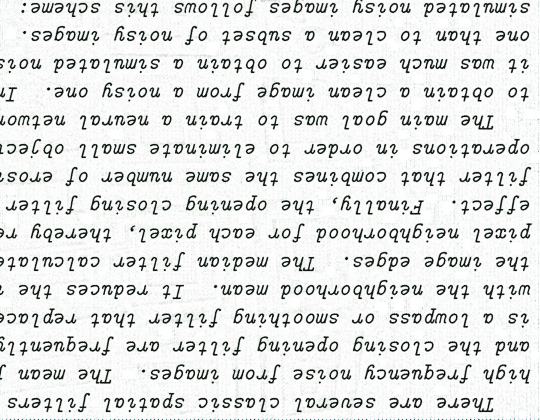 There are several classic spatial filters
high frequency noise from images. The mean
and the closing opening filter are frequently
is a lowpass or smoothing filter that replace
with the neighborhood mean. It reduces the
the image edges. The median filter calculate
pixel neighborhood for each pixel, thereby re
effect. Finally, the opening closing filter
filter that combines the same number of erosi
operations in order to eliminate small objec
The main goal was to train a neural networ
to obtain a clean image from a noisy one. In
it was much easier to obtain a simulated nois
one than to clean a subset of noisy images.
simulated noisy images follows this scheme: